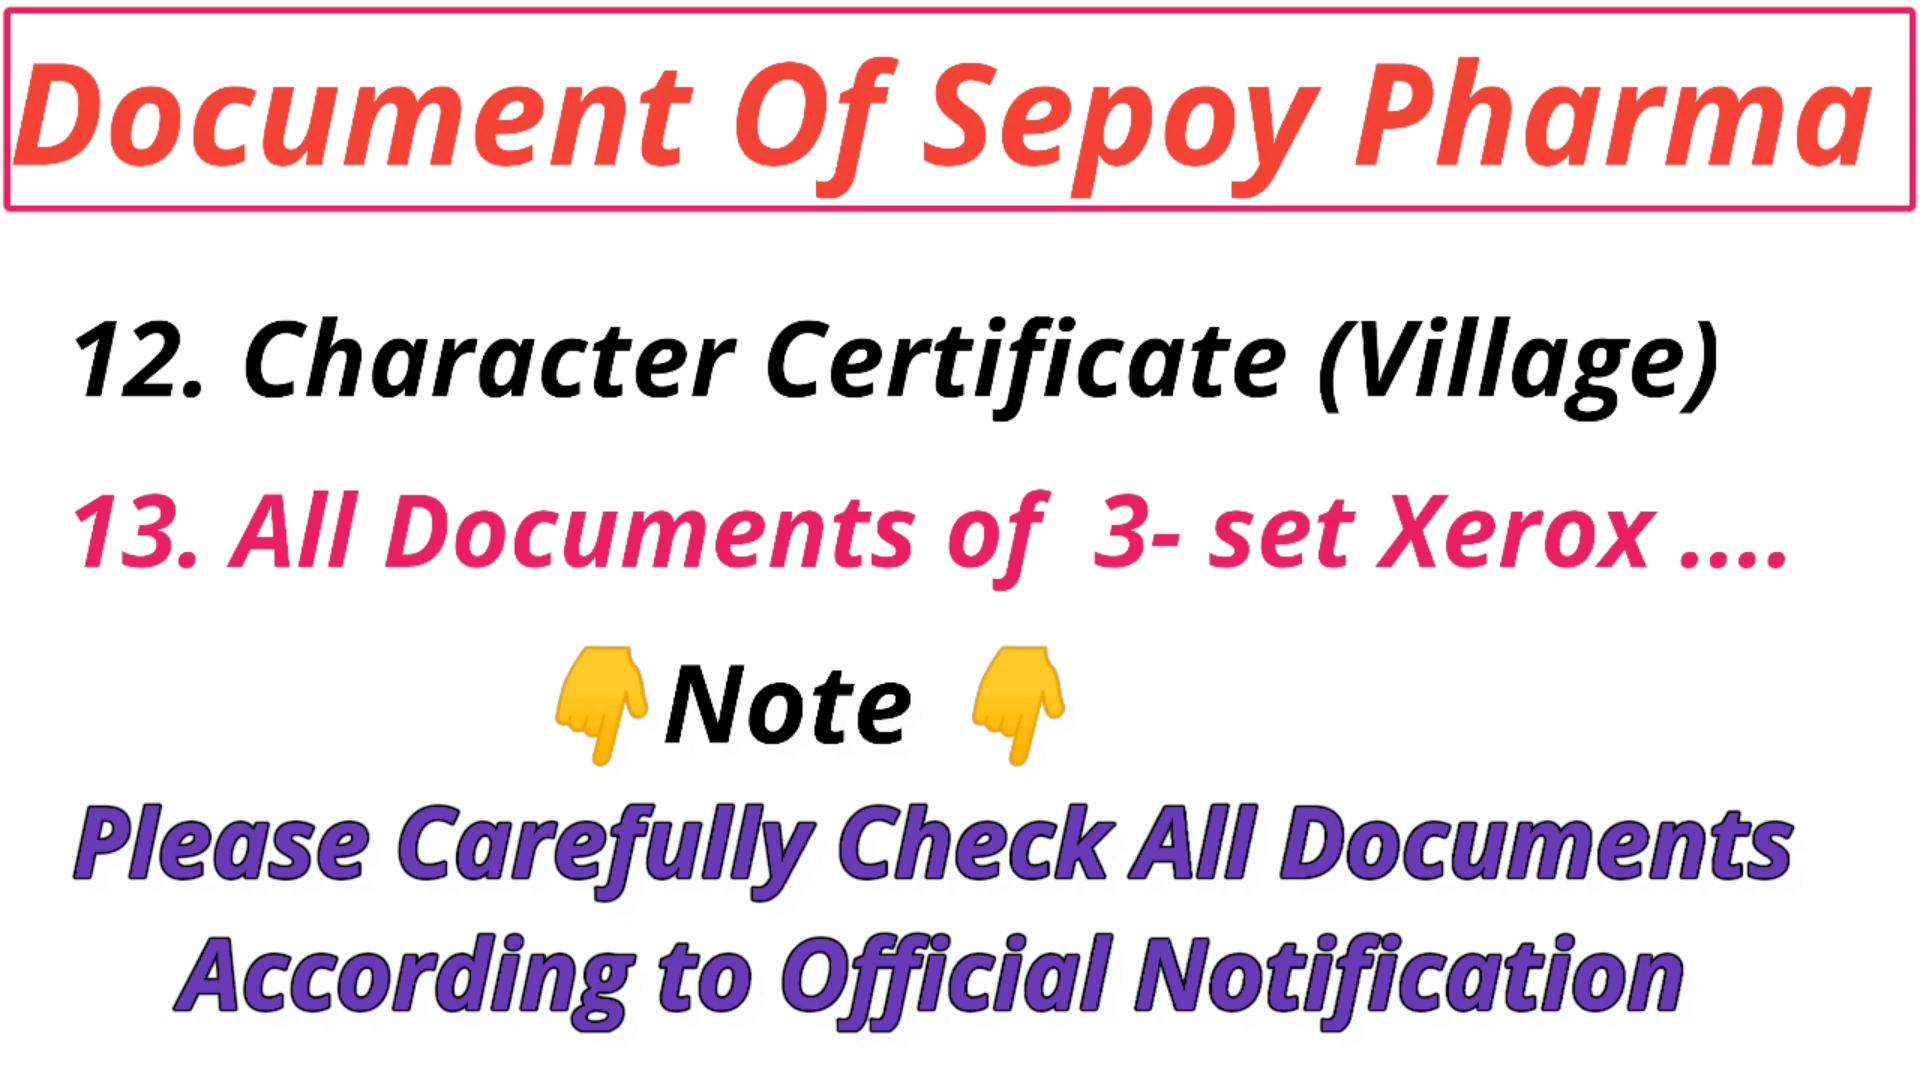 Document Of Sepoy Pharma
12. Character Certificate (Village)
13. All Documents of 3- set Xerox ....
👇Note 👇
Please Carefully Check All Documents
According to Official Notification